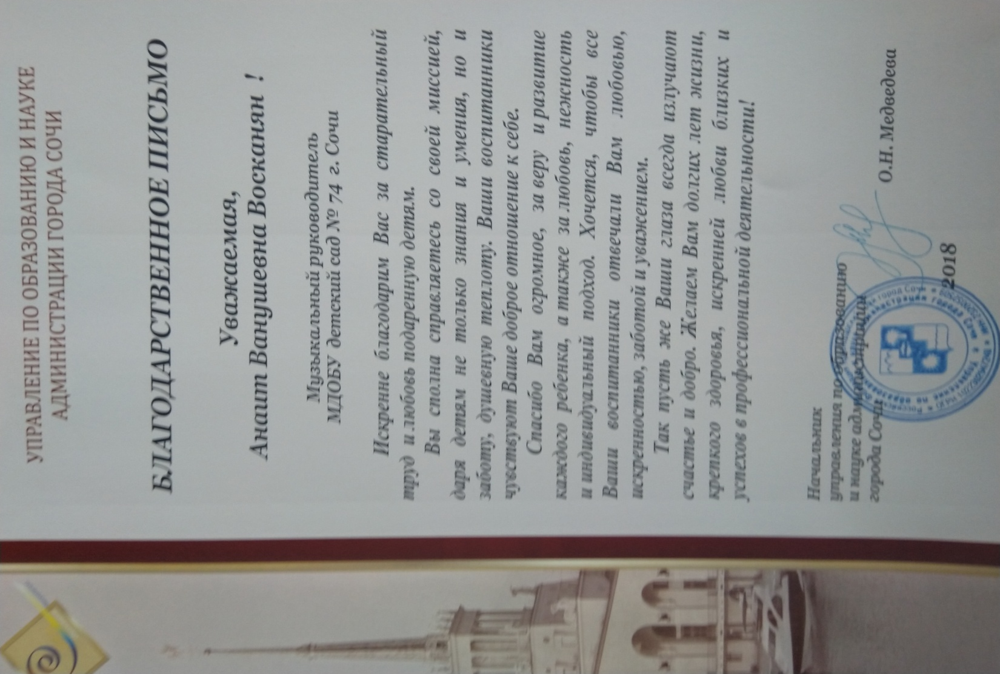 УПРАВЛЕНИЕ ПО ОБРАЗОВАНИЮ И НАУКЕ
АДМИНИСТРАЦИИ ГОРОДА СОЧИ
БЛАГОДАРСТВЕННОЕ ПИСЬМО
Уважаемая,
Анаит Ванушевна Восканян !
Музыкальный руководитель
МДОБУ детский сад № 74 г. Сочи
Искренне благодарим Вас за старательный
труд и любовь подаренную детям.
Вы сполна справляетесь со своей миссией,
даря детям не только знания и умения, но и
заботу, душевную теплоту. Ваши воспитанники
чувствуют Ваше доброе отношение к себе.
Спасибо Вам огромное, за веру и развитие
каждого ребенка, а также за любовь, нежность
и индивидуальный подход. Хочется, чтобы все
Ваши воспитанники отвечали Вам любовью,
искренностью, заботой и уважением.
Так пусть же Ваши глаза всегда излучают
счастье и добро. Желаем Вам долгих лет жизни,
крепкого здоровья, искренней любви близких и
успехов в профессиональной деятельности!
Начальник
управления по образованию
и науке администрации
города Сочи
О.Н. Медведева
2018